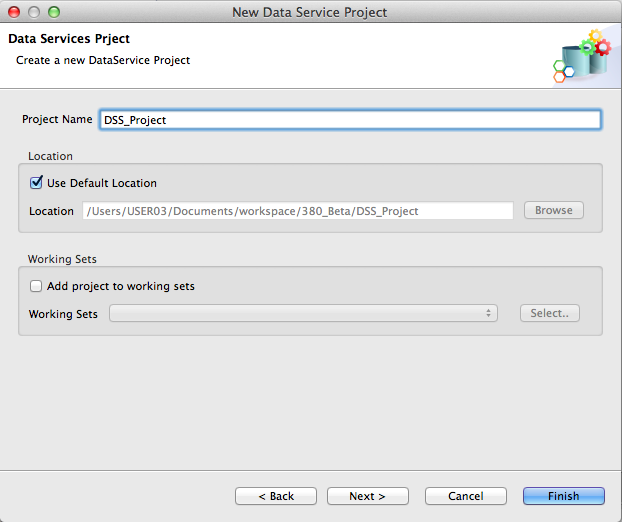 New Data Service Project
Data Services Prject
Create a new DataService Project
Project Name DSS_Project
Location
Use Default Location
Location /Users/USER03/Documents/workspace/380_Beta/DSS_Project Browse
Working Sets
Add project to working sets
Working Sets Select..
< Back Next > Cancel Finish